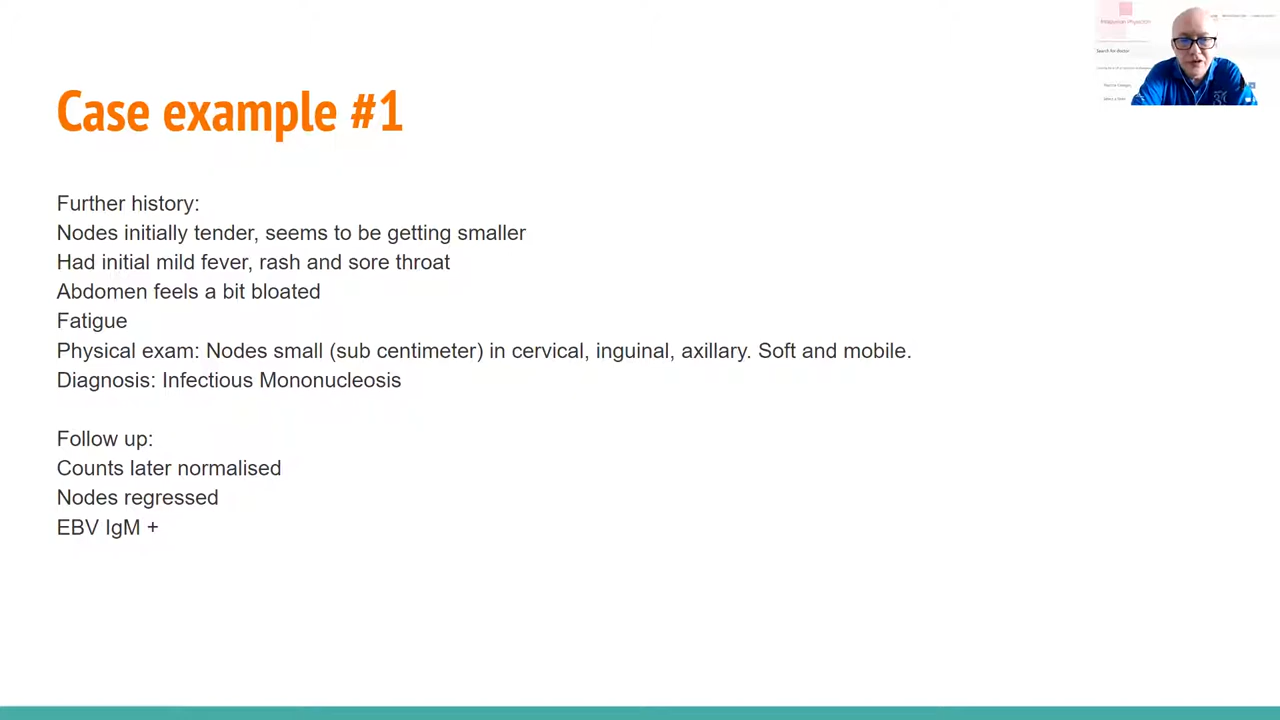 Case example #1
Further history:
Nodes initially tender, seems to be getting smaller
Had initial mild fever, rash and sore throat
Abdomen feels a bit bloated
Fatigue
Physical exam: Nodes small (sub centimeter) in cervical, inguinal, axillary. Soft and mobile.
Diagnosis: Infectious Mononucleosis
Follow up:
Counts later normalised
Nodes regressed
EBV IgM +